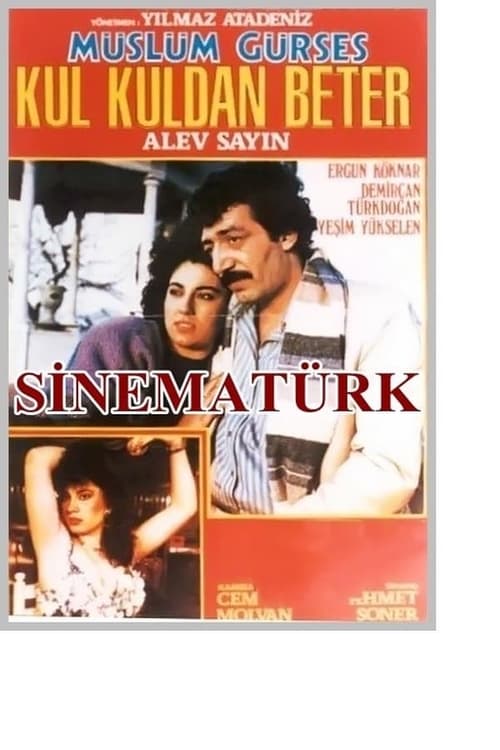 YÖNETMEN: YILMAZ ATADENİZ
MÜSLÜM GÜRSES
KUL KULDAN BETER
ALEV SAYIN
ERGUN KÖKNAR
DEMİRÇAN
TÜRKDOĞAN
YEŞİM YÜKSELEN
SİNEMATÜRK
KAMERA
CEM
MOLVAN
SONER